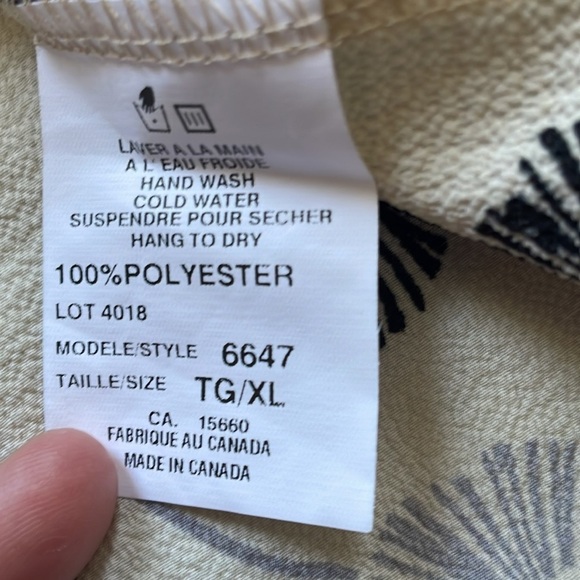 LAVER A LA MAIN
A L'EAU FROIDE
HAND WASH
COLD WATER
SUSPENDRE POUR SECHER
HANG TO DRY
100%POLYESTER
LOT 4018
MODELE/STYLE 6647
TAILLE/SIZE TG/XL
CA. 15660
FABRIQUE AU CANADA
MADE IN CANADA